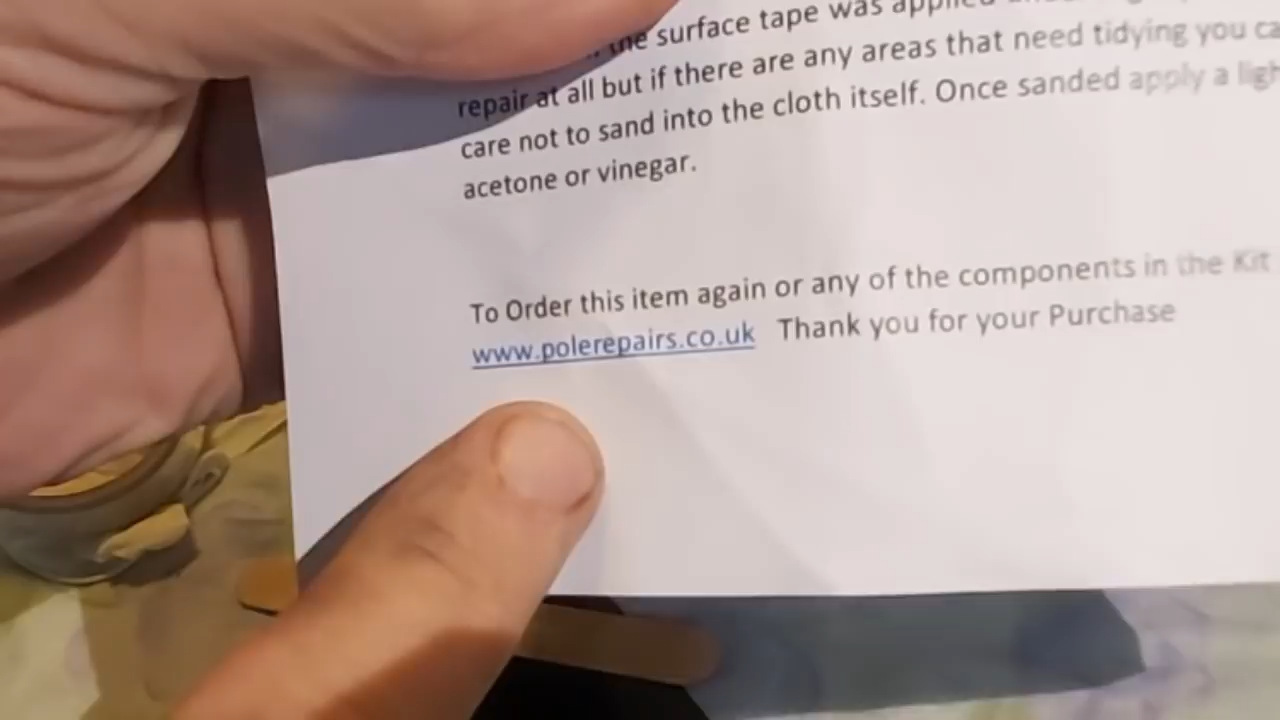 the surface tape was applied
repair at all but if there are any areas that need tidying you
care not to sand into the cloth itself. Once sanded apply a
acetone or vinegar.
To Order this item again or any of the components in the Kit
www.polerepairs.co.uk Thank you for your Purchase